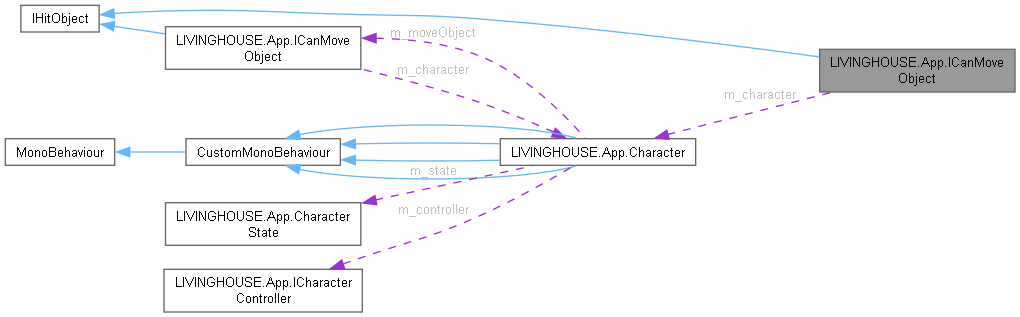 IHitObject
LIVINGHOUSE.App.ICanMove
Object
m_moveObject
m_character
LIVINGHOUSE.App.ICanMove
Object
m_character
MonoBehaviour
CustomMonoBehaviour
LIVINGHOUSE.App.Character
m_state
LIVINGHOUSE.App.Character
State
m_controller
LIVINGHOUSE.App.ICharacter
Controller